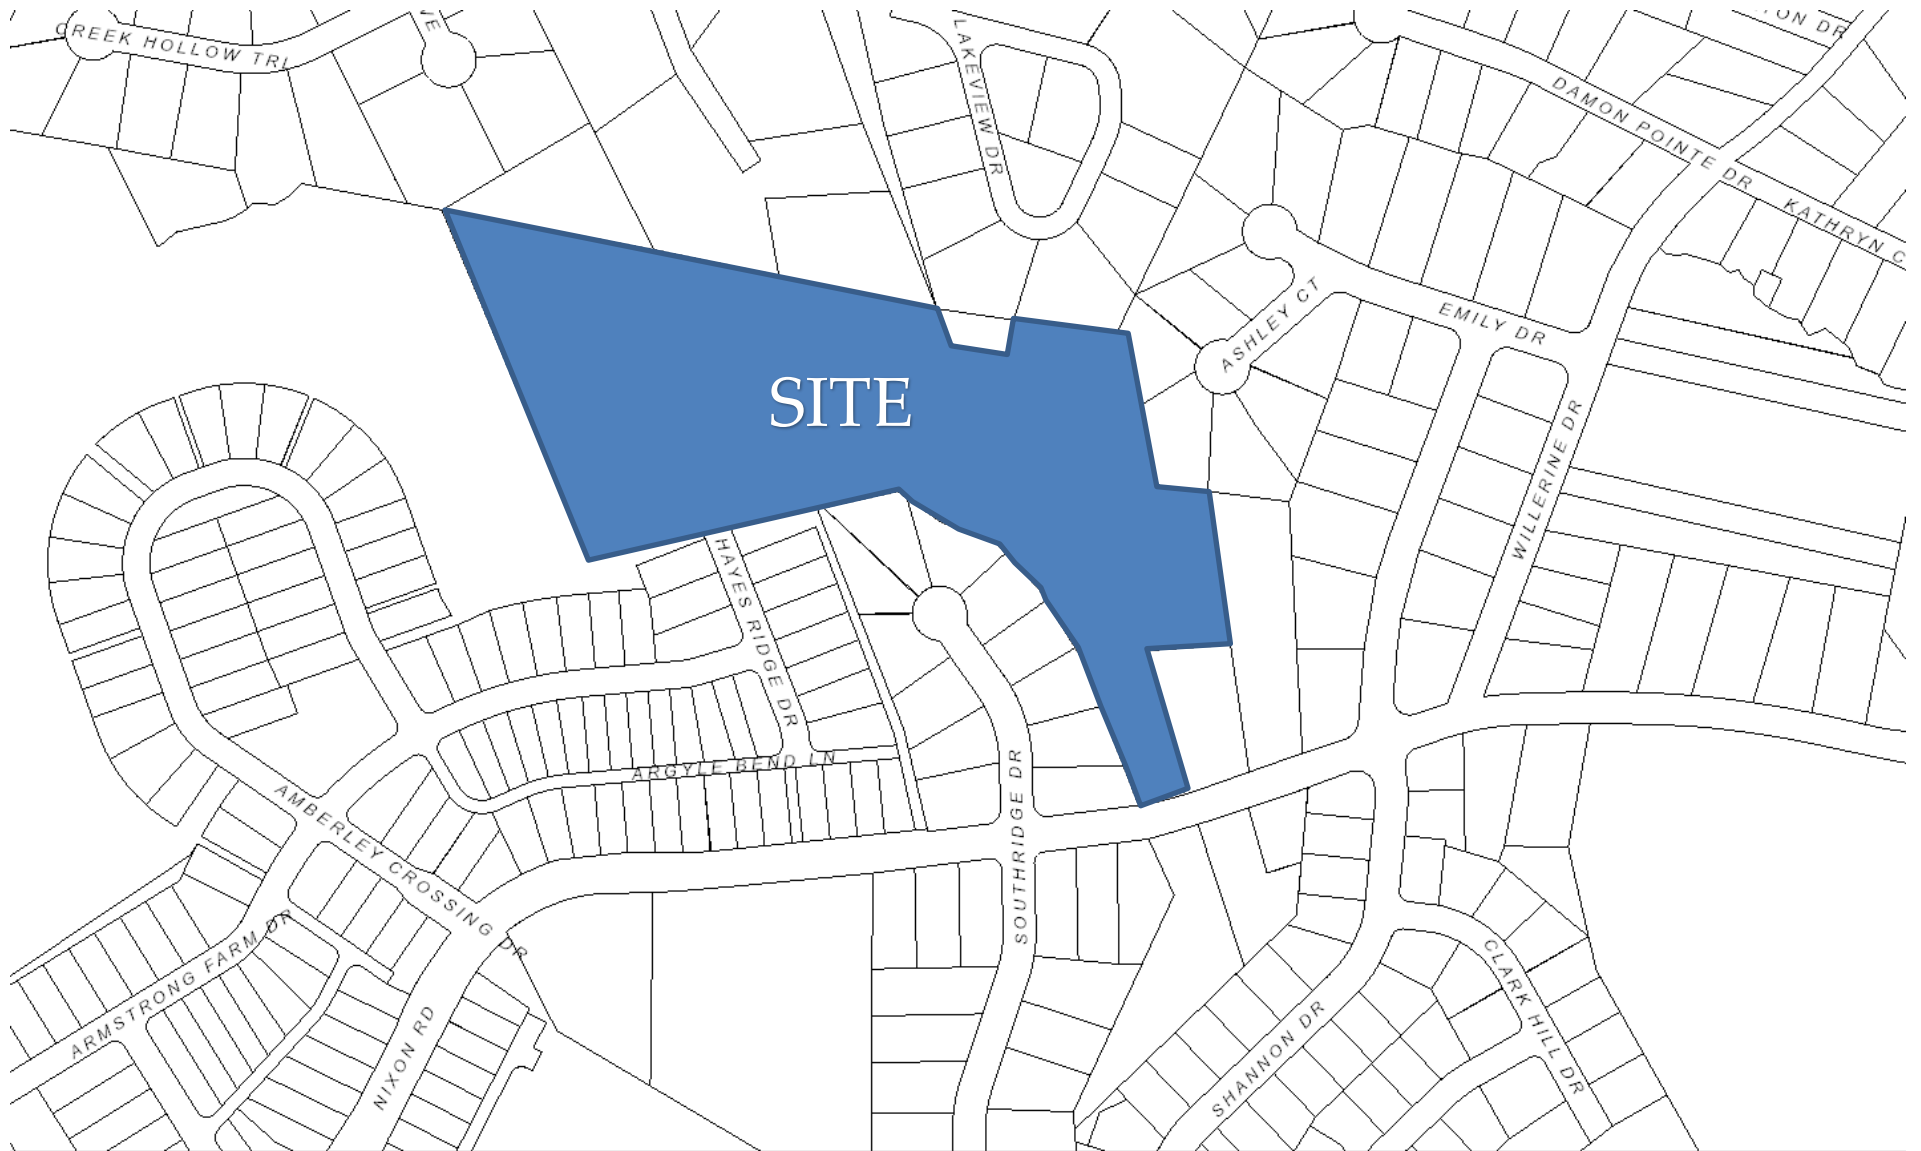 CREEK HOLLOW TRL
VE
LAKEVIEW DR
DAMON POINTE DR
KATHRYN C
ASHLEY CT
EMILY DR
SITE
WILLERINE DR
HAYES RIDGE DR
ARGYLE BEND LN
SOUTHRIDGE DR
AMBERLEY CROSSING DR
ARMSTRONG FARM DR
NIXON RD
SHANNON DR
CLARK HILL DR